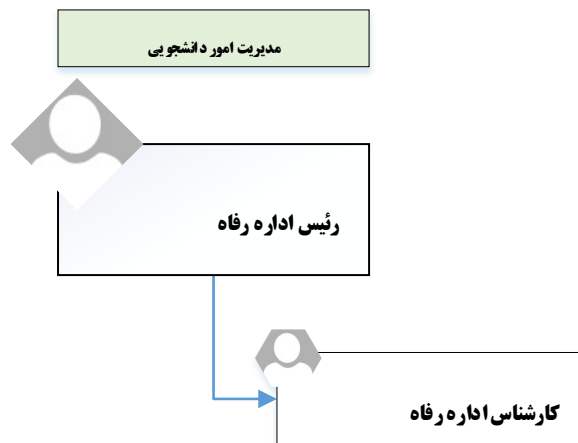 مدیریت امور دانشجویی
رئیس اداره رفاه
کارشناس اداره رفاه